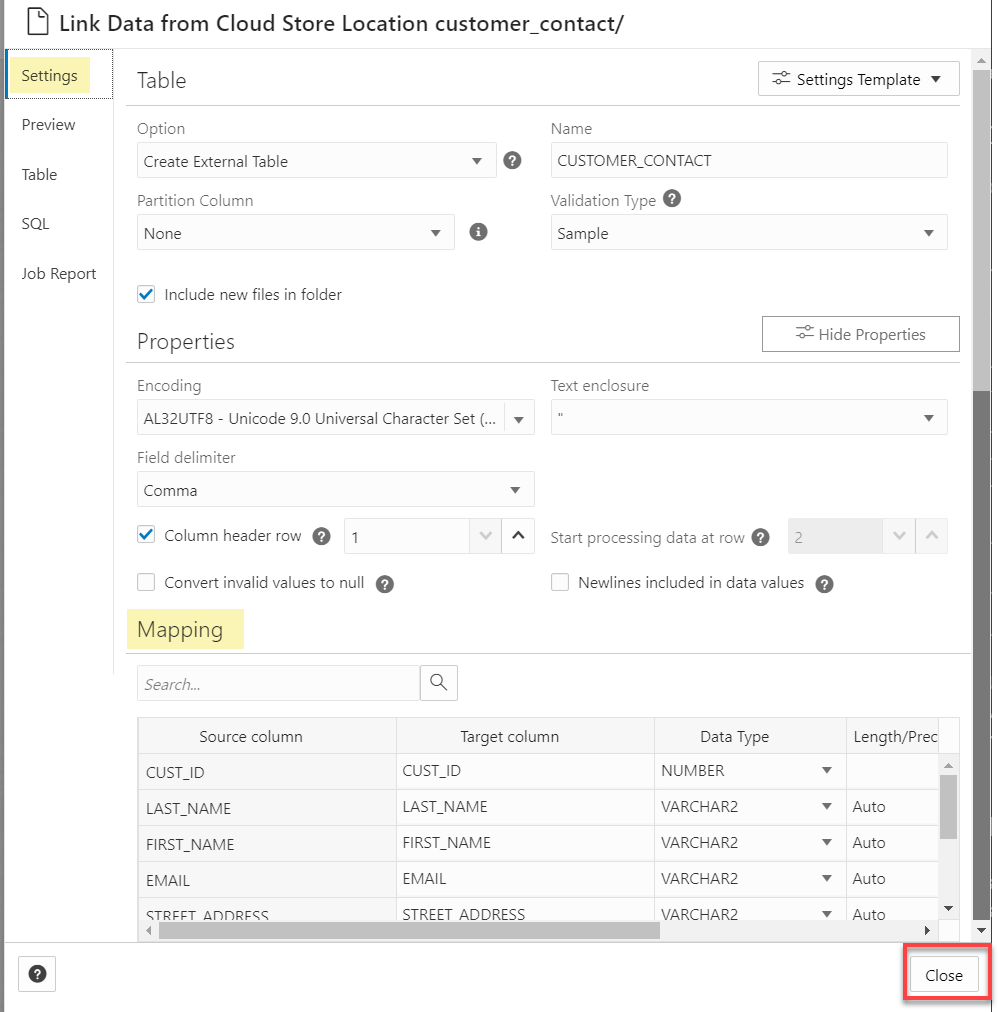 Link Data from Cloud Store Location customer_contact/
Settings
Preview
Table
SQL
Job Report
Table
Settings Template
Option
Name
Create External Table
CUSTOMER_CONTACT
Partition Column
Validation Type
None
Sample
Include new files in folder
Properties
Hide Properties
Encoding
Text enclosure
AL32UTF8 - Unicode 9.0 Universal Character Set (...
"
Field delimiter
Comma
Column header row
1
Start processing data at row
2
Convert invalid values to null
Newlines included in data values
Mapping
Search...
Source column Target column Data Type Length/Prec
CUST_ID CUST_ID NUMBER
LAST_NAME LAST_NAME VARCHAR2 Auto
FIRST_NAME FIRST_NAME VARCHAR2 Auto
EMAIL EMAIL VARCHAR2 Auto
STREET_ADDRESS STREET_ADDRESS VARCHAR2 Auto
Close